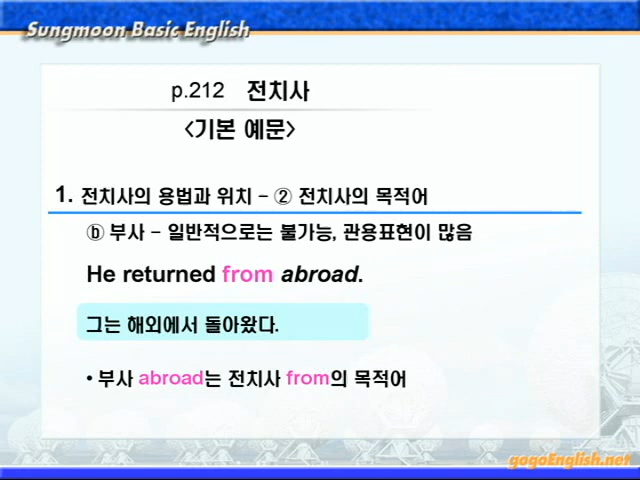 Sungmoon Basic English
p.212 전치사
<기본 예문>
1. 전치사의 용법과 위치 - ② 전치사의 목적어
ⓑ 부사 - 일반적으로는 불가능, 관용표현이 많음
He returned from abroad.
그는 해외에서 돌아왔다.
• 부사 abroad는 전치사 from의 목적어
gogoEnglish.net